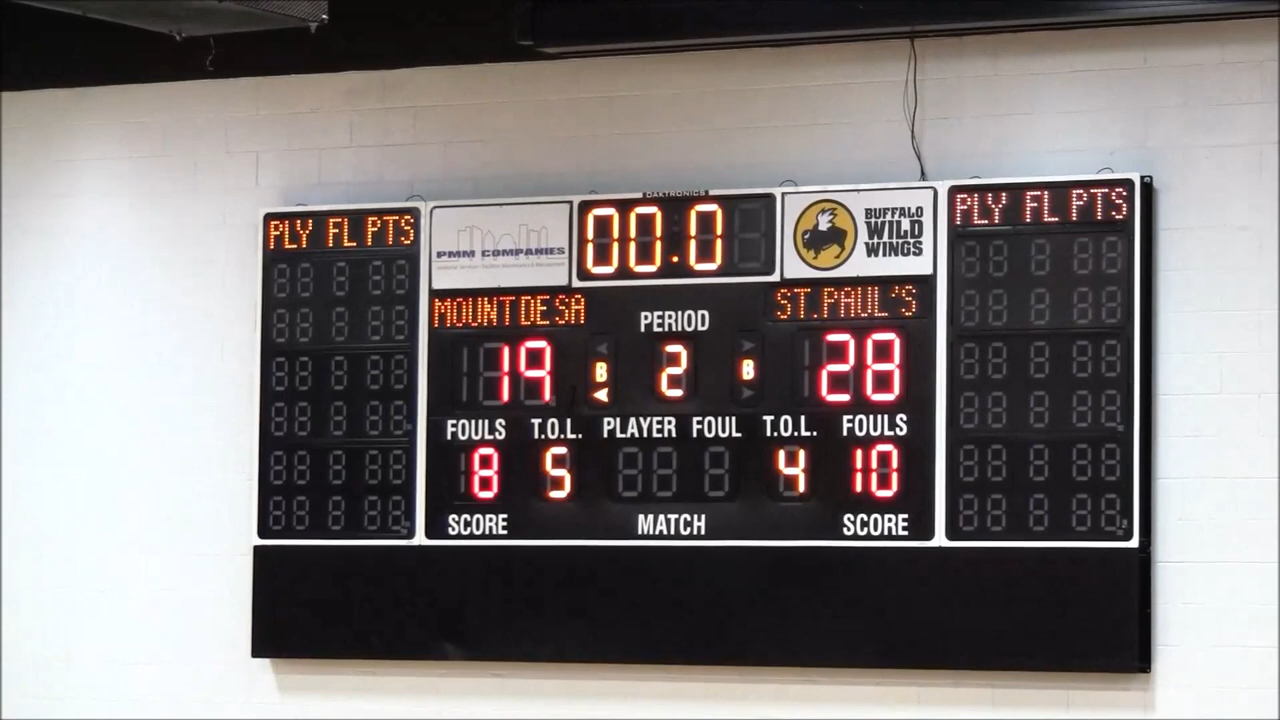 DAKTRONICS
PLY FL PTS
PMM COMPANIES
00.0
BUFFALO
WILD
WINGS
PLY FL PTS
MOUNT DE SA
ST.PAUL'S
PERIOD
19
B
2
B
28
FOULS T.O.L. PLAYER FOUL T.O.L. FOULS
8 5 4 10
SCORE MATCH SCORE